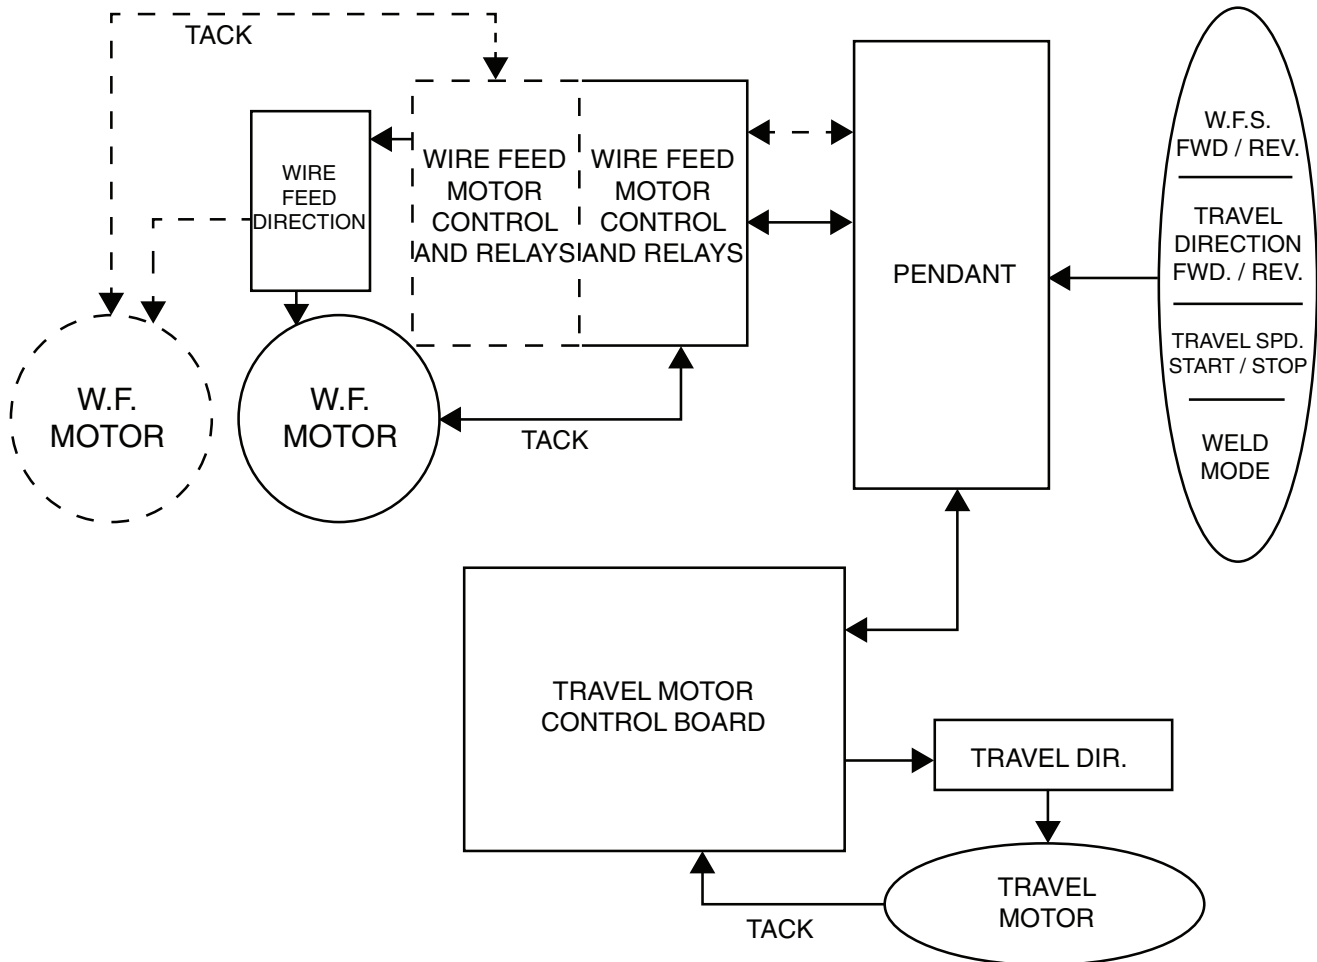 TACK
WIRE
FEED
DIRECTION
WIRE FEED
MOTOR
CONTROL
AND RELAYS
WIRE FEED
MOTOR
CONTROL
AND RELAYS
PENDANT
W.F.S.
FWD / REV.
TRAVEL
DIRECTION
FWD. / REV.
TRAVEL SPD.
START / STOP
WELD
MODE
W.F.
MOTOR
W.F.
MOTOR
TACK
TRAVEL MOTOR
CONTROL BOARD
TRAVEL DIR.
TRAVEL
MOTOR
TACK